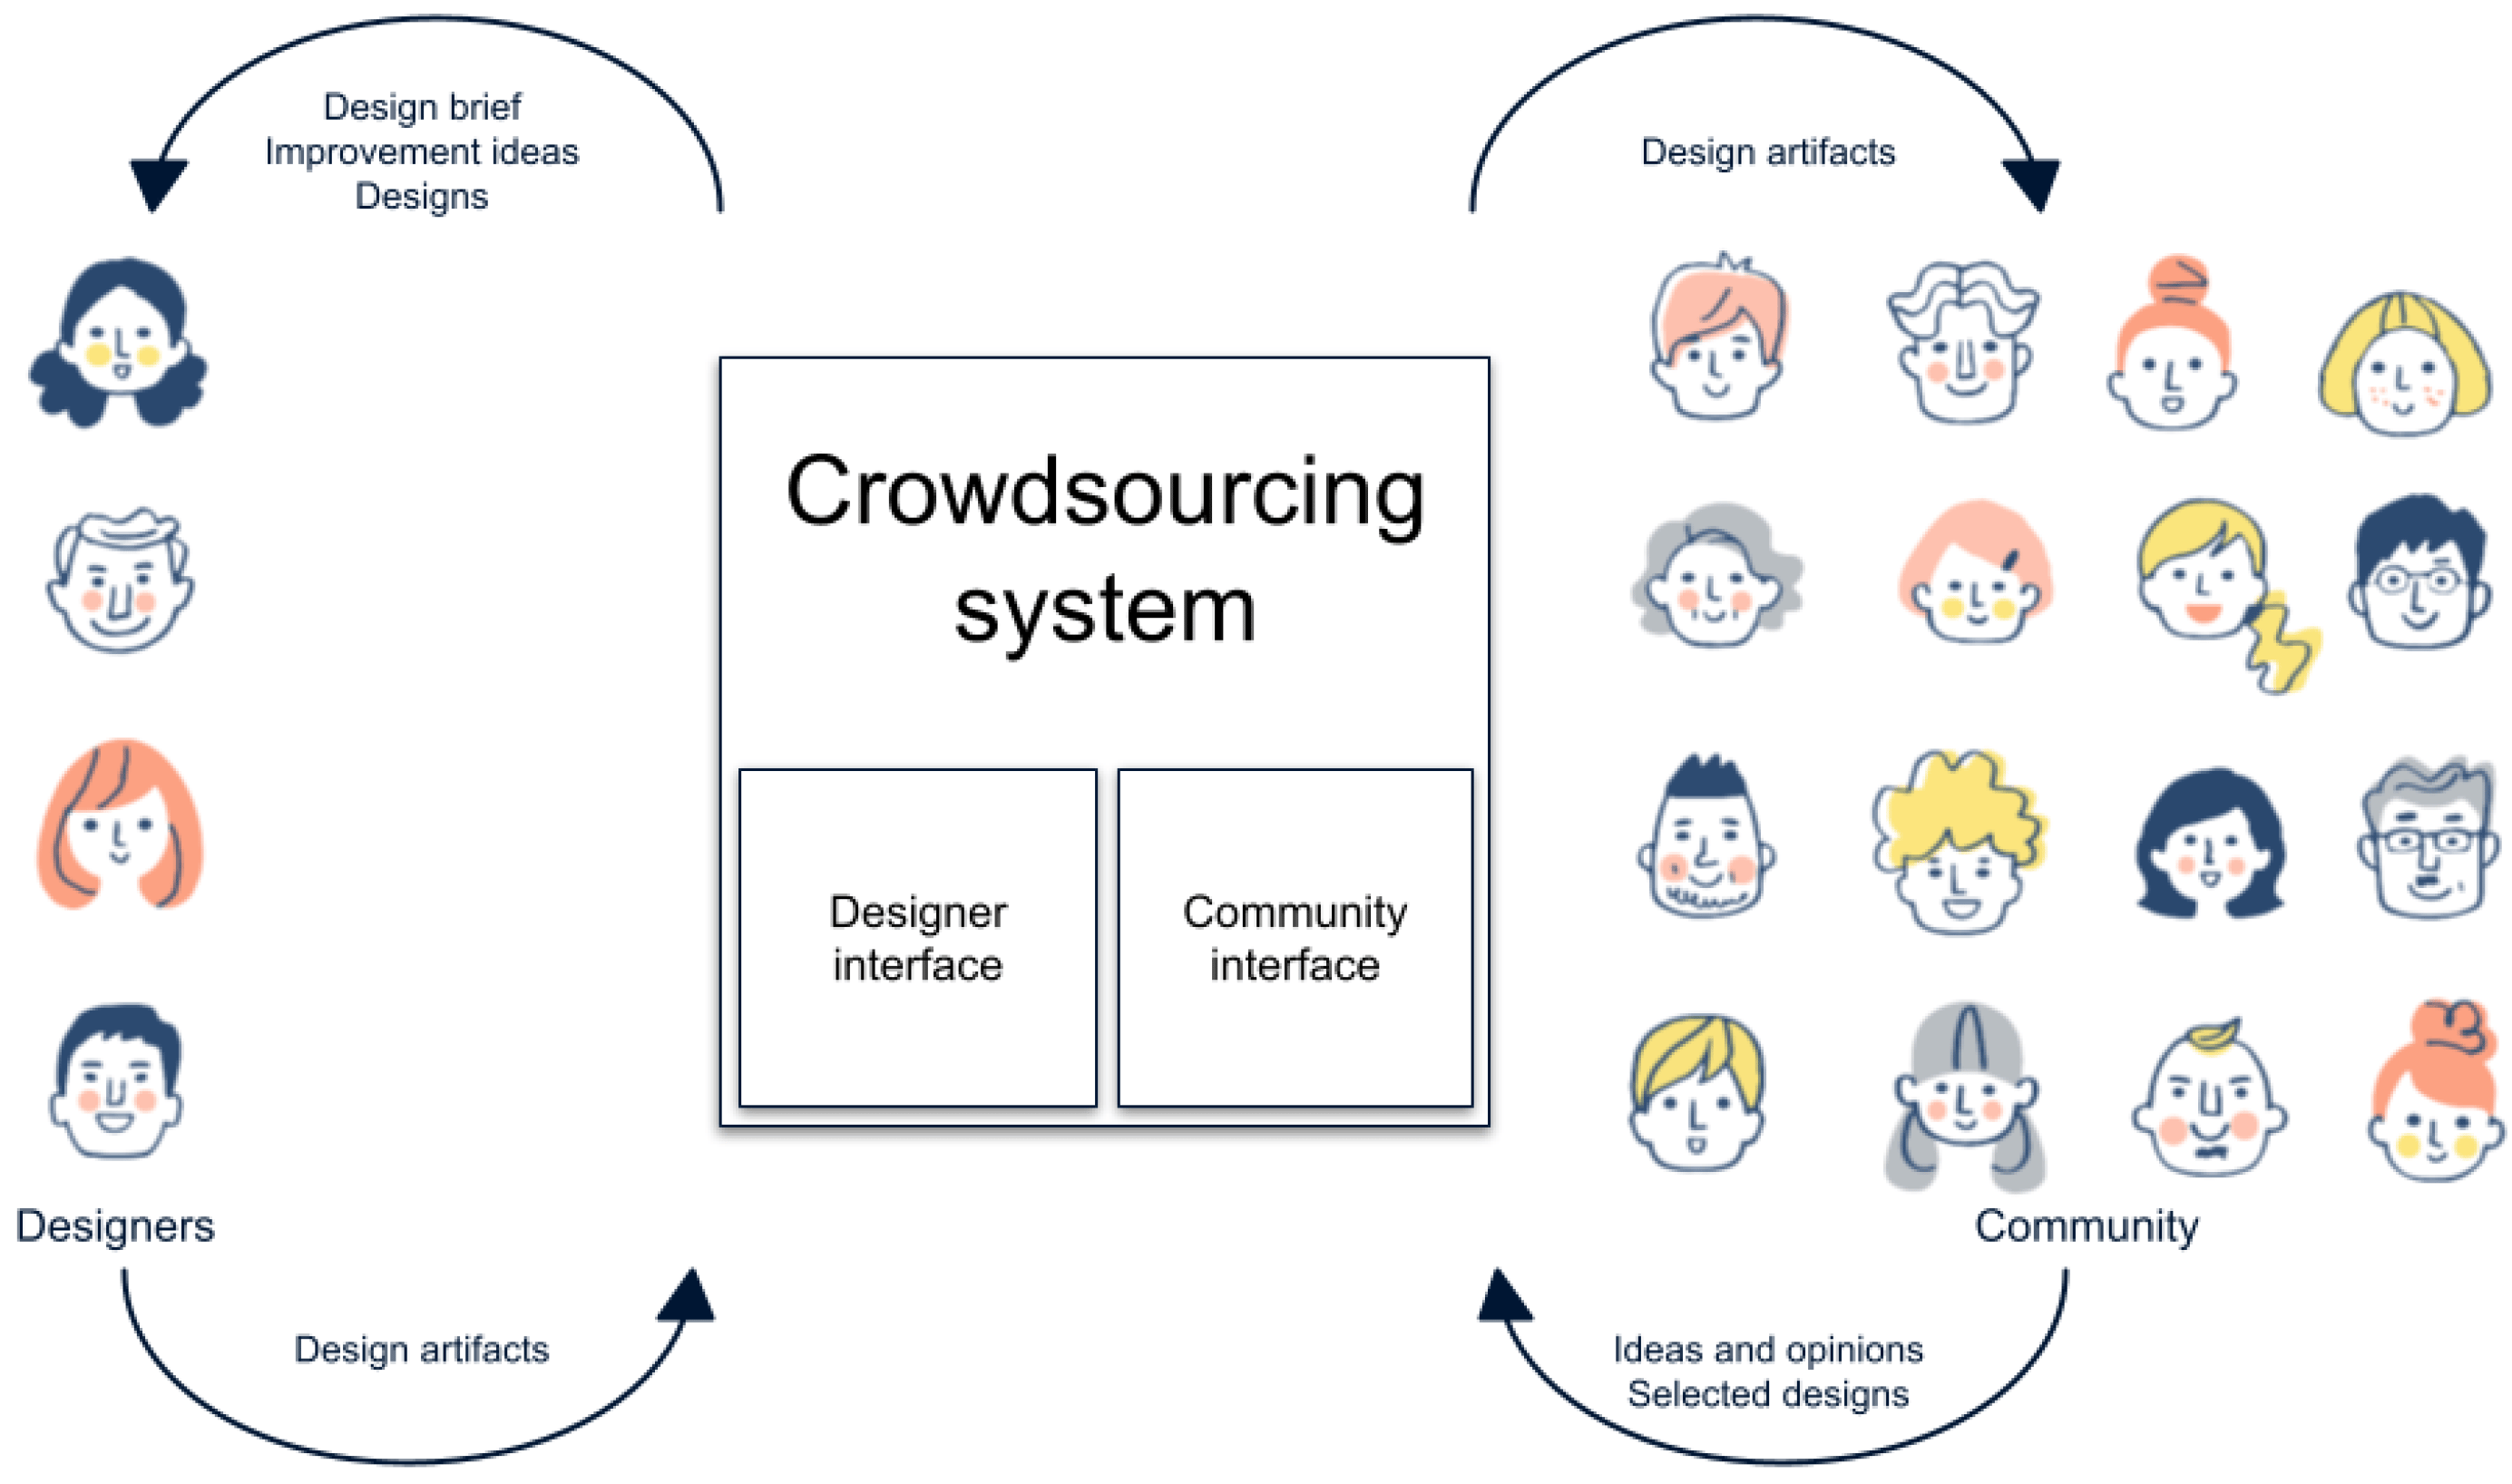 Design brief
Improvement ideas
Designs
Design artifacts
Crowdsourcing
system
Designer
interface
Community
interface
Designers
Community
Design artifacts
Ideas and opinions
Selected designs